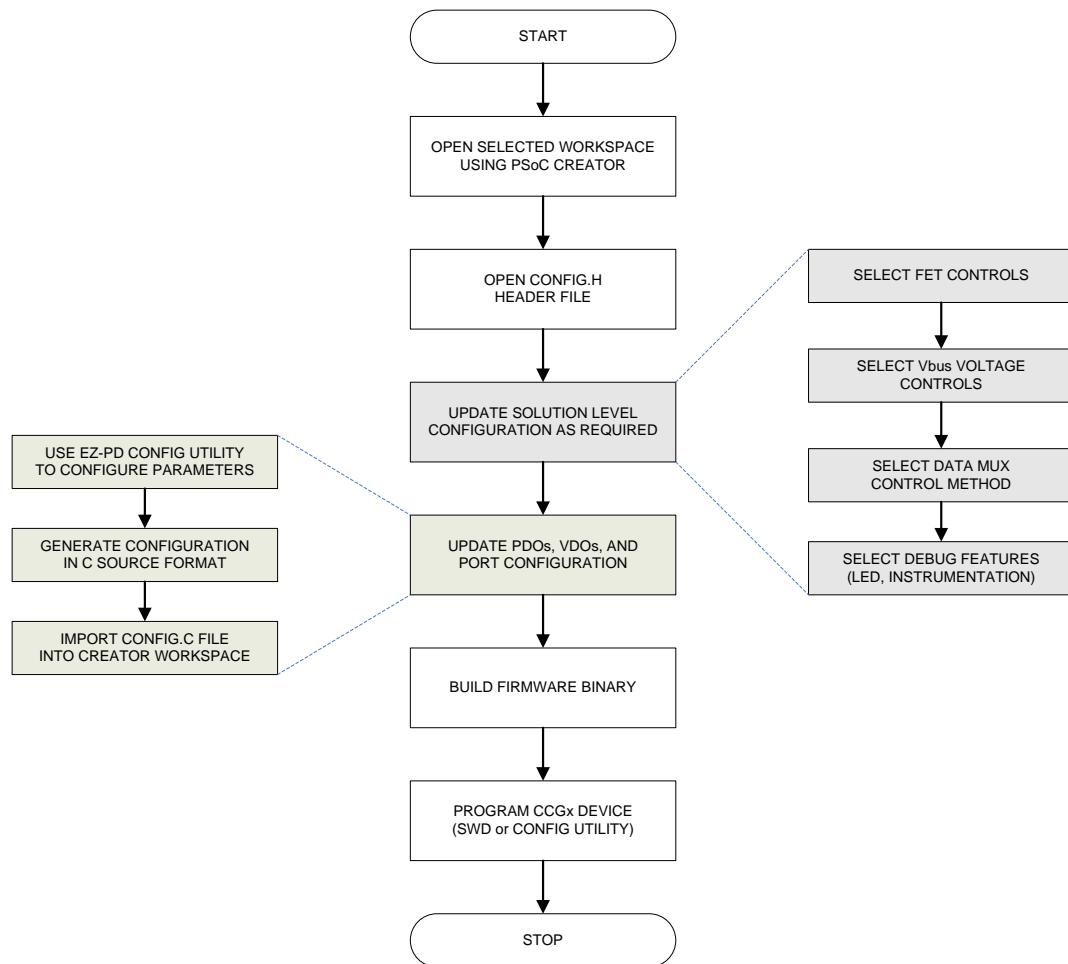 START
OPEN SELECTED WORKSPACE
USING PSoC CREATOR
OPEN CONFIG.H
HEADER FILE
UPDATE SOLUTION LEVEL
CONFIGURATION AS REQUIRED
UPDATE PDOs, VDOs, AND
PORT CONFIGURATION
BUILD FIRMWARE BINARY
PROGRAM CCGx DEVICE
(SWD or CONFIG UTILITY)
STOP
USE EZ-PD CONFIG UTILITY
TO CONFIGURE PARAMETERS
GENERATE CONFIGURATION
IN C SOURCE FORMAT
IMPORT CONFIG.C FILE
INTO CREATOR WORKSPACE
SELECT FET CONTROLS
SELECT Vbus VOLTAGE
CONTROLS
SELECT DATA MUX
CONTROL METHOD
SELECT DEBUG FEATURES
(LED, INSTRUMENTATION)